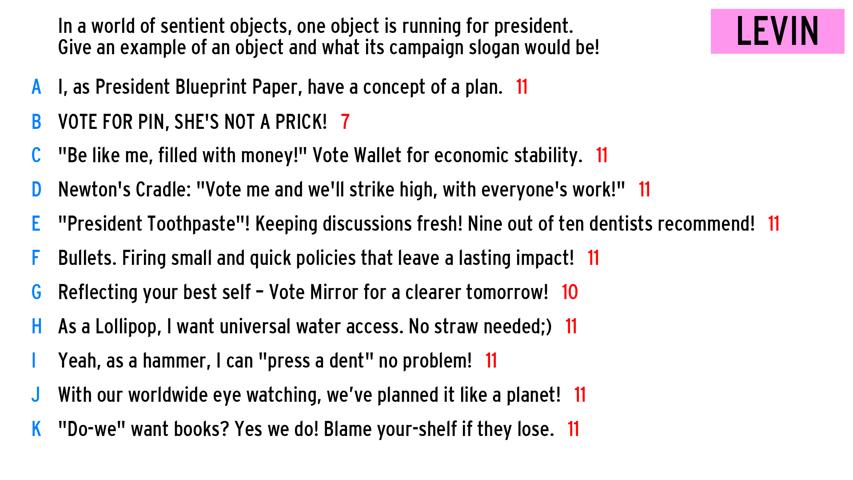 In a world of sentient objects, one object is running for president.
Give an example of an object and what its campaign slogan would be!
LEVIN
A I, as President Blueprint Paper, have a concept of a plan. 11
B VOTE FOR PIN, SHE'S NOT A PRICK! 7
C "Be like me, filled with money!" Vote Wallet for economic stability. 11
D Newton's Cradle: "Vote me and we'll strike high, with everyone's work!" 11
E "President Toothpaste"! Keeping discussions fresh! Nine out of ten dentists recommend! 11
F Bullets. Firing small and quick policies that leave a lasting impact! 11
G Reflecting your best self – Vote Mirror for a clearer tomorrow! 10
H As a Lollipop, I want universal water access. No straw needed;) 11
I Yeah, as a hammer, I can "press a dent" no problem! 11
J With our worldwide eye watching, we’ve planned it like a planet! 11
K "Do-we" want books? Yes we do! Blame your-shelf if they lose. 11